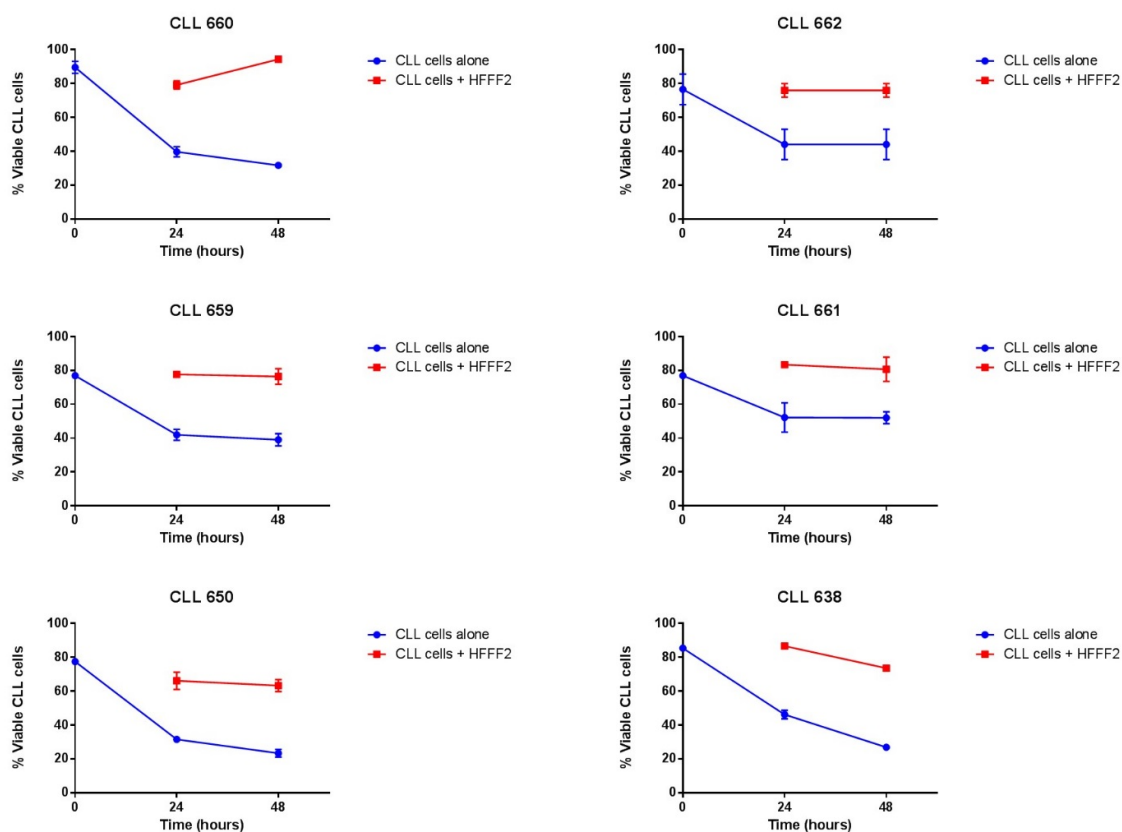 CLL 660
100
80
60
40
20
0
% Viable CLL cells
0 24 48
Time (hours)
CLL cells alone
CLL cells + HFFF2
CLL 662
100
80
60
40
20
0
% Viable CLL cells
0 24 48
Time (hours)
CLL cells alone
CLL cells + HFFF2
CLL 659
100
80
60
40
20
0
% Viable CLL cells
0 24 48
Time (hours)
CLL cells alone
CLL cells + HFFF2
CLL 661
100
80
60
40
20
0
% Viable CLL cells
0 24 48
Time (hours)
CLL cells alone
CLL cells + HFFF2
CLL 650
100
80
60
40
20
0
% Viable CLL cells
0 24 48
Time (hours)
CLL cells alone
CLL cells + HFFF2
CLL 638
100
80
60
40
20
0
% Viable CLL cells
0 24 48
Time (hours)
CLL cells alone
CLL cells + HFFF2